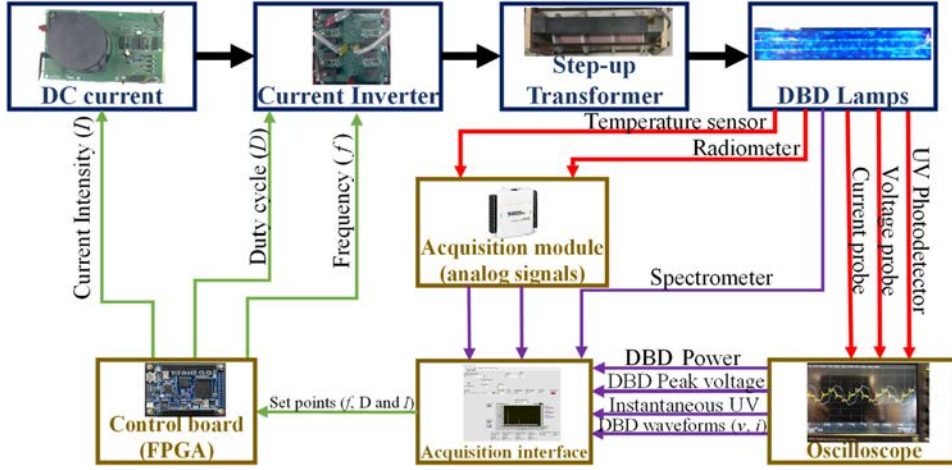 DC current
Current Inverter
Step-up
Transformer
DBD Lamps
Temperature sensor
Radiometer
Current Intensity (I)
Duty cycle (D)
Frequency (f)
Acquisition module
(analog signals)
Spectrometer
Current probe
Voltage probe
UV Photodetector
Control board
(FPGA)
Set points (f, D and I)
Acquisition interface
DBD Power
DBD Peak voltage
Instantaneous UV
DBD waveforms (v, i)
Oscilloscope